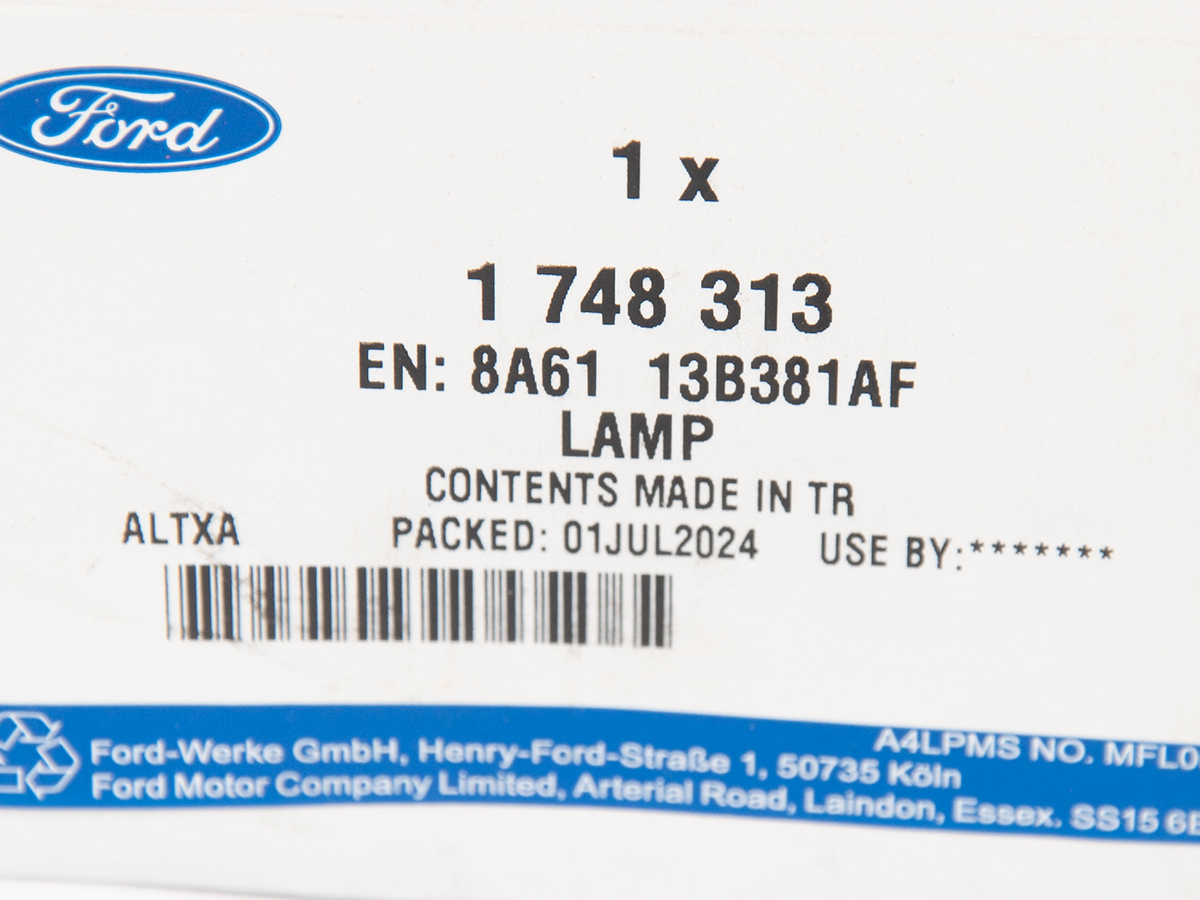 Ford
1 x
1 748 313
EN: 8A61 13B381AF
LAMP
CONTENTS MADE IN TR
ALTXA PACKED: 01JUL2024 USE BY:*******
A4LPMS NO. MFL0
Ford-Werke GmbH, Henry-Ford-Straße 1, 50735 Köln
Ford Motor Company Limited, Arterial Road, Laindon, Essex. SS15 6